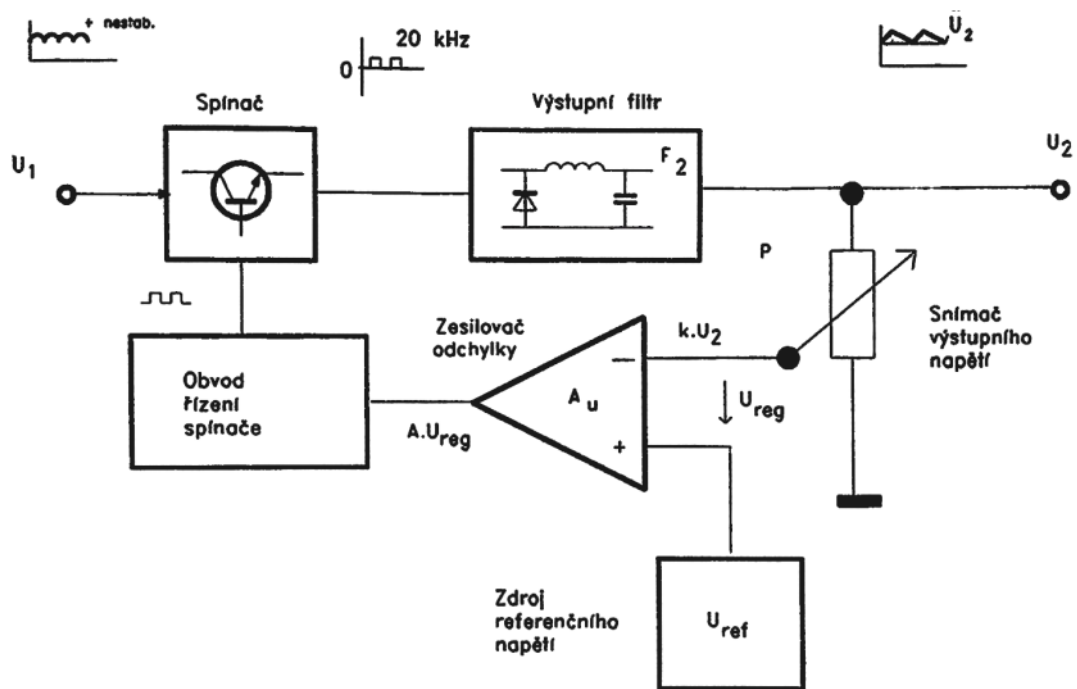 + nestab.
20 kHz
0
U2
Spínač
Výstupní filtr
U1
F2
U2
P
Zesilovač
odchylky
k.U2
Snímač
výstupního
napětí
Obvod
řízení
spínače
Au
−
+
Ureg
A.Ureg
Zdroj
referenčního
napětí
Uref